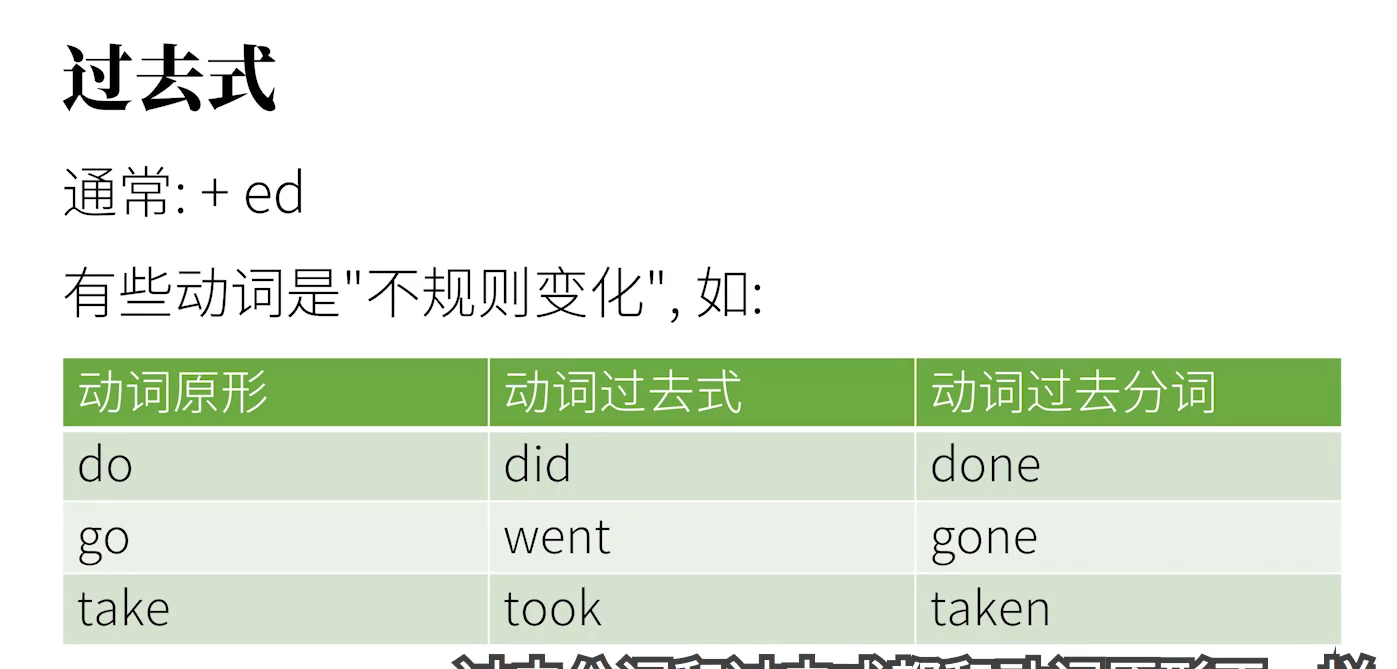 过去式
通常: + ed
有些动词是"不规则变化", 如:
动词原形 动词过去式 动词过去分词
do did done
go went gone
take took taken